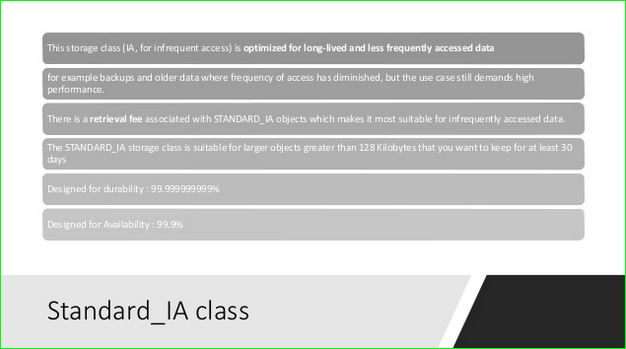 This storage class (IA, for infrequent access) is optimized for long-lived and less frequently accessed data
for example backups and older data where frequency of access has diminished, but the use case still demands high
performance.
There is a retrieval fee associated with STANDARD_IA objects which makes it most suitable for infrequently accessed data.
The STANDARD_IA storage class is suitable for larger objects greater than 128 Kilobytes that you want to keep for at least 30
days
Designed for durability : 99.999999999%
Designed for Availability : 99.9%
Standard_IA class